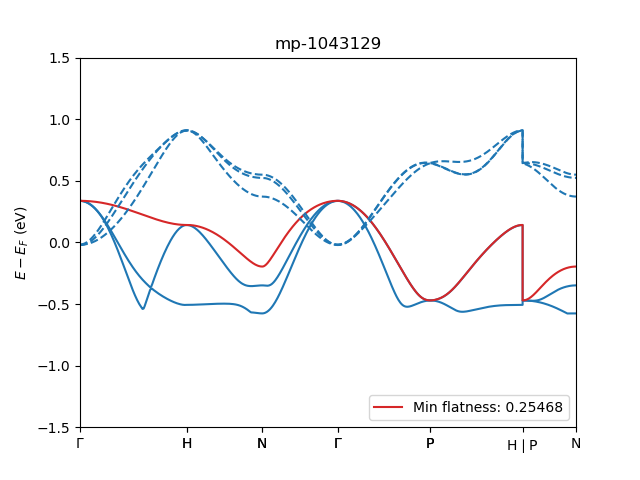 mp-1043129
1.5
1.0
0.5
0.0
−0.5
−1.0
−1.5
E − E_F (eV)
Min flatness: 0.25468
Γ H N Γ P H | P N